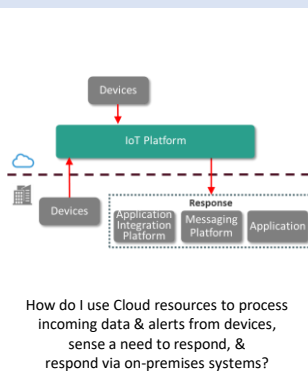 Devices
IoT Platform
Devices
Response
Application
Integration
Platform
Messaging
Platform
Application
How do I use Cloud resources to process
incoming data & alerts from devices,
sense a need to respond, &
respond via on-premises systems?